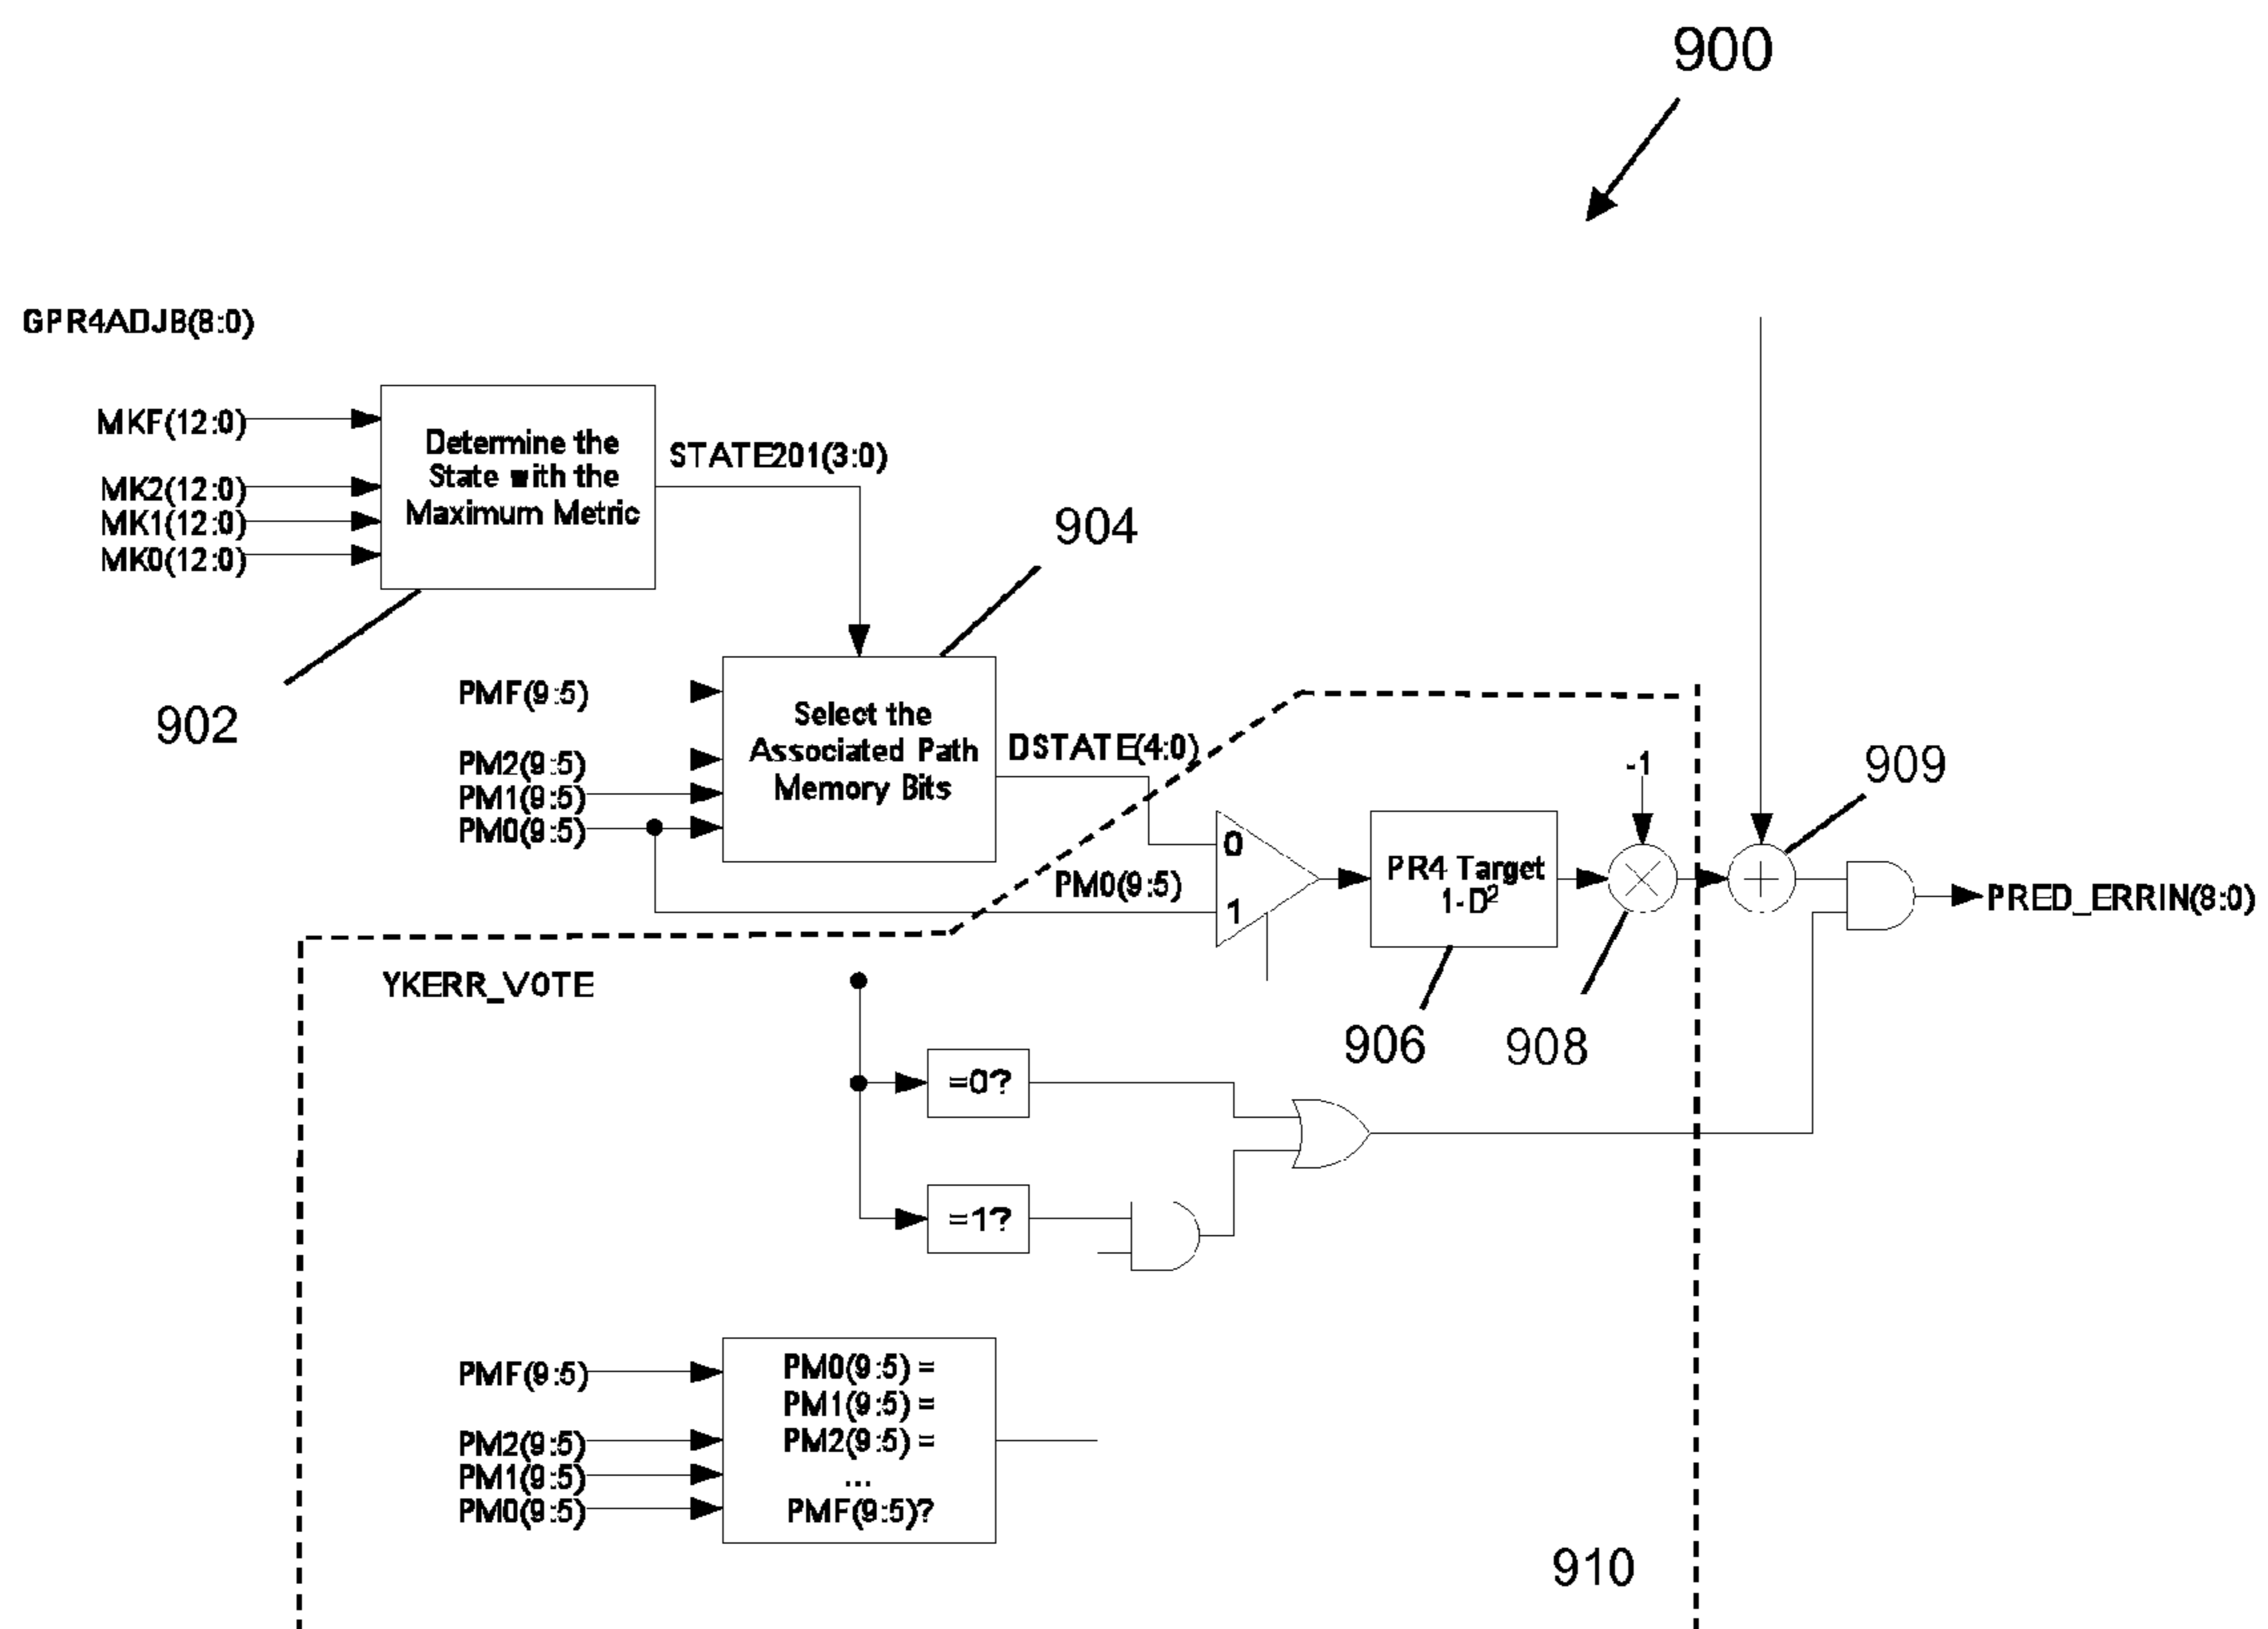 900
GPR4ADJB(8:0)
MKF(12:0)
MK2(12:0)
MK1(12:0)
MK0(12:0)
Determine the
State with the
Maximum Metric
STATE201(3:0)
902
904
PMF(9:5)
PM2(9:5)
PM1(9:5)
PM0(9:5)
Select the
Associated Path
Memory Bits
DSTATE(4:0)
PM0(9:5)
0
1
PR4 Target
1-D²
-1
909
PRED_ERRIN(8:0)
906
908
YKERR_VOTE
=0?
=1?
PMF(9:5)
PM2(9:5)
PM1(9:5)
PM0(9:5)
PM0(9:5) =
PM1(9:5) =
PM2(9:5) =
...
PMF(9:5)?
910